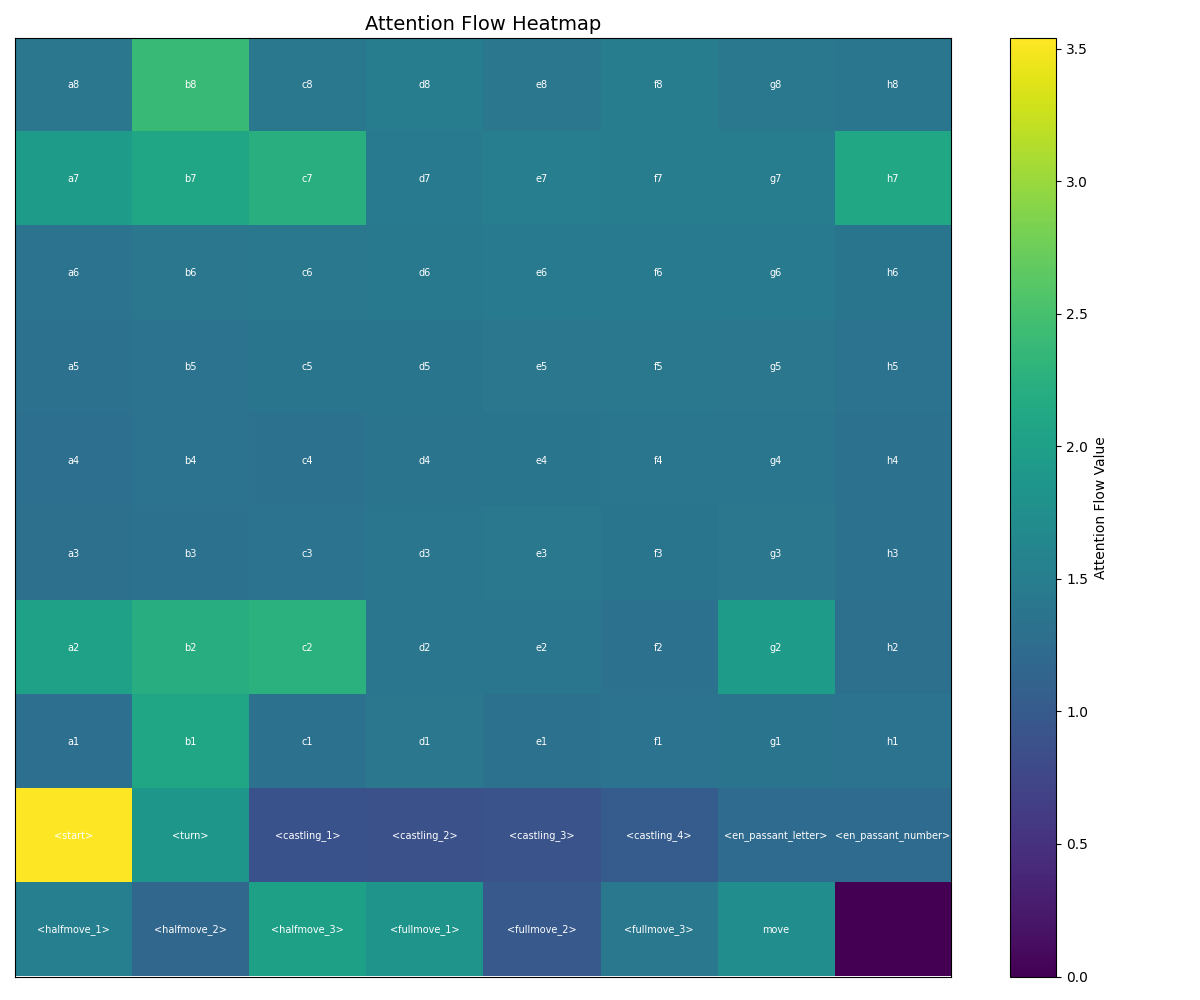 Attention Flow Heatmap
a8 b8 c8 d8 e8 f8 g8 h8
a7 b7 c7 d7 e7 f7 g7 h7
a6 b6 c6 d6 e6 f6 g6 h6
a5 b5 c5 d5 e5 f5 g5 h5
a4 b4 c4 d4 e4 f4 g4 h4
a3 b3 c3 d3 e3 f3 g3 h3
a2 b2 c2 d2 e2 f2 g2 h2
a1 b1 c1 d1 e1 f1 g1 h1
<start> <turn> <castling_1> <castling_2> <castling_3> <castling_4> <en_passant_letter> <en_passant_number>
<halfmove_1> <halfmove_2> <halfmove_3> <fullmove_1> <fullmove_2> <fullmove_3> move
3.5
3.0
2.5
2.0
1.5
1.0
0.5
0.0
Attention Flow Value